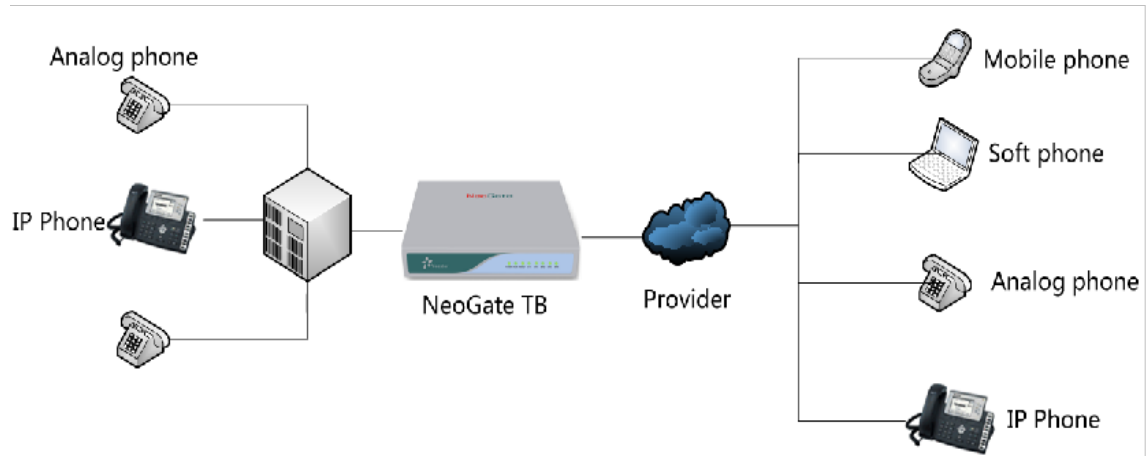 Analog phone
IP Phone
NeoGate TB
Provider
Mobile phone
Soft phone
Analog phone
IP Phone